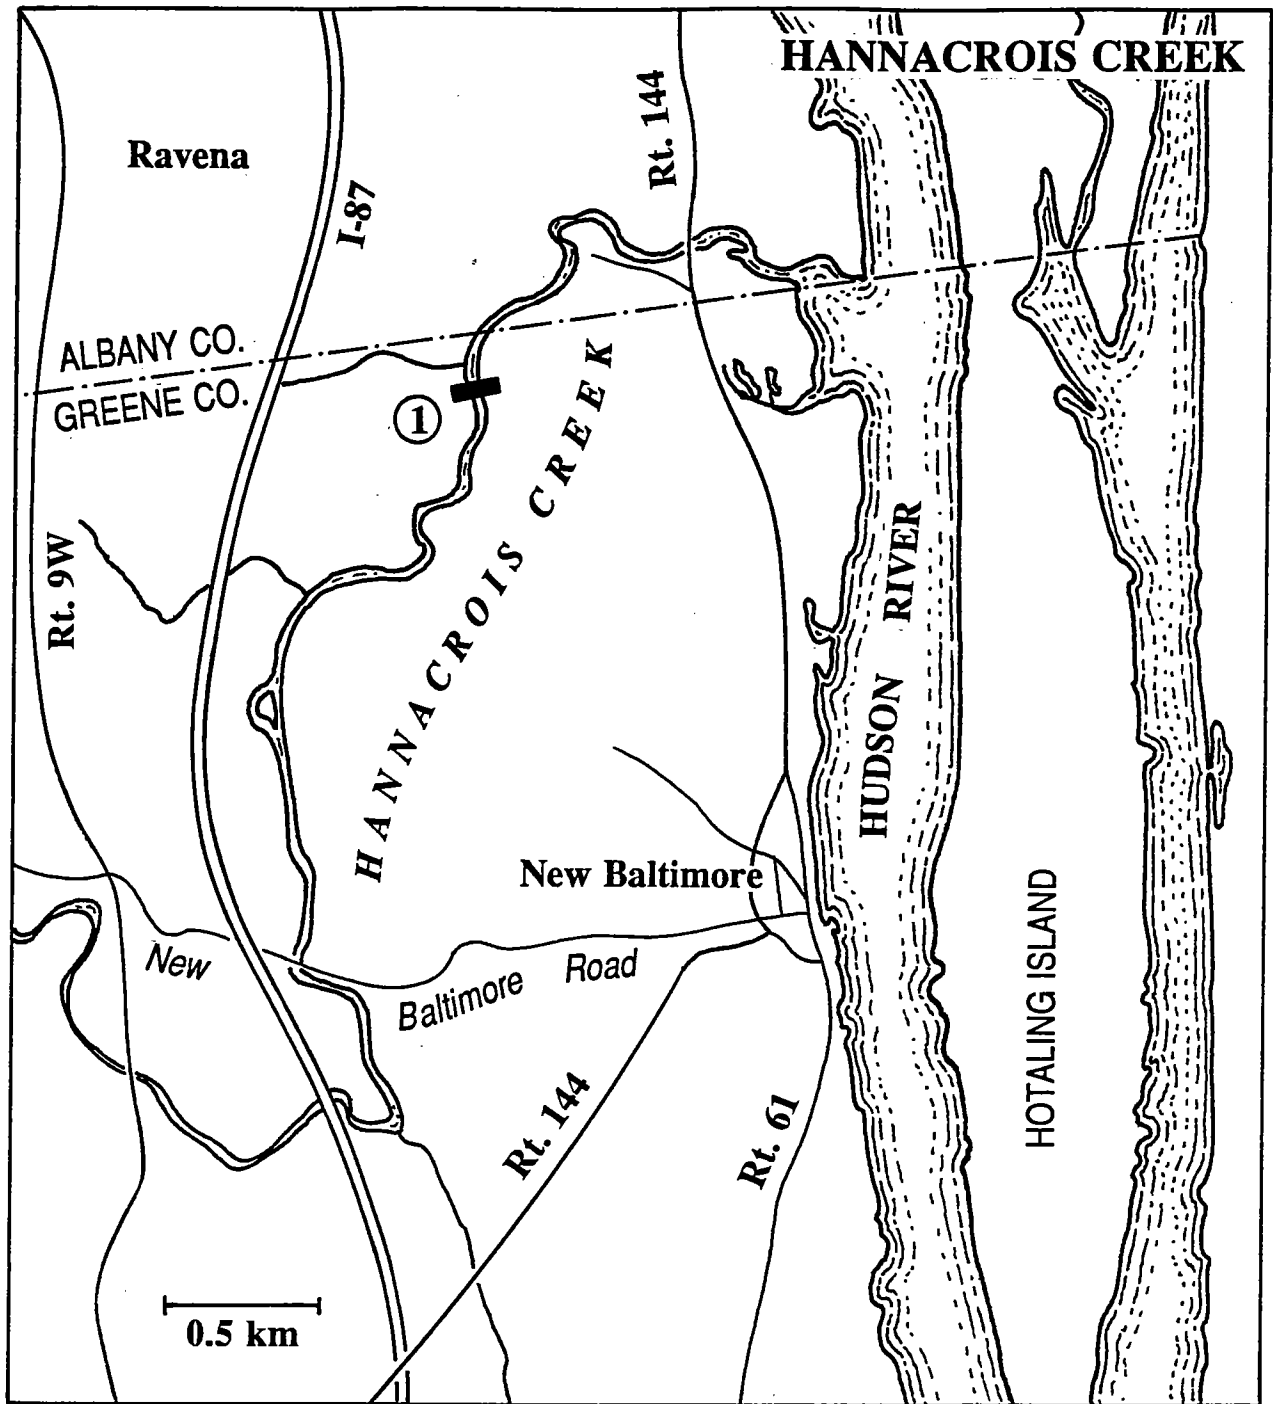 HANNACROIS CREEK
Rt. 144
Ravena
I-87
ALBANY CO.
GREENE CO.
1
HANNACROIS CREEK
Rt. 9W
HUDSON RIVER
New Baltimore
New Baltimore Road
HOTALING ISLAND
Rt. 144
Rt. 61
0.5 km